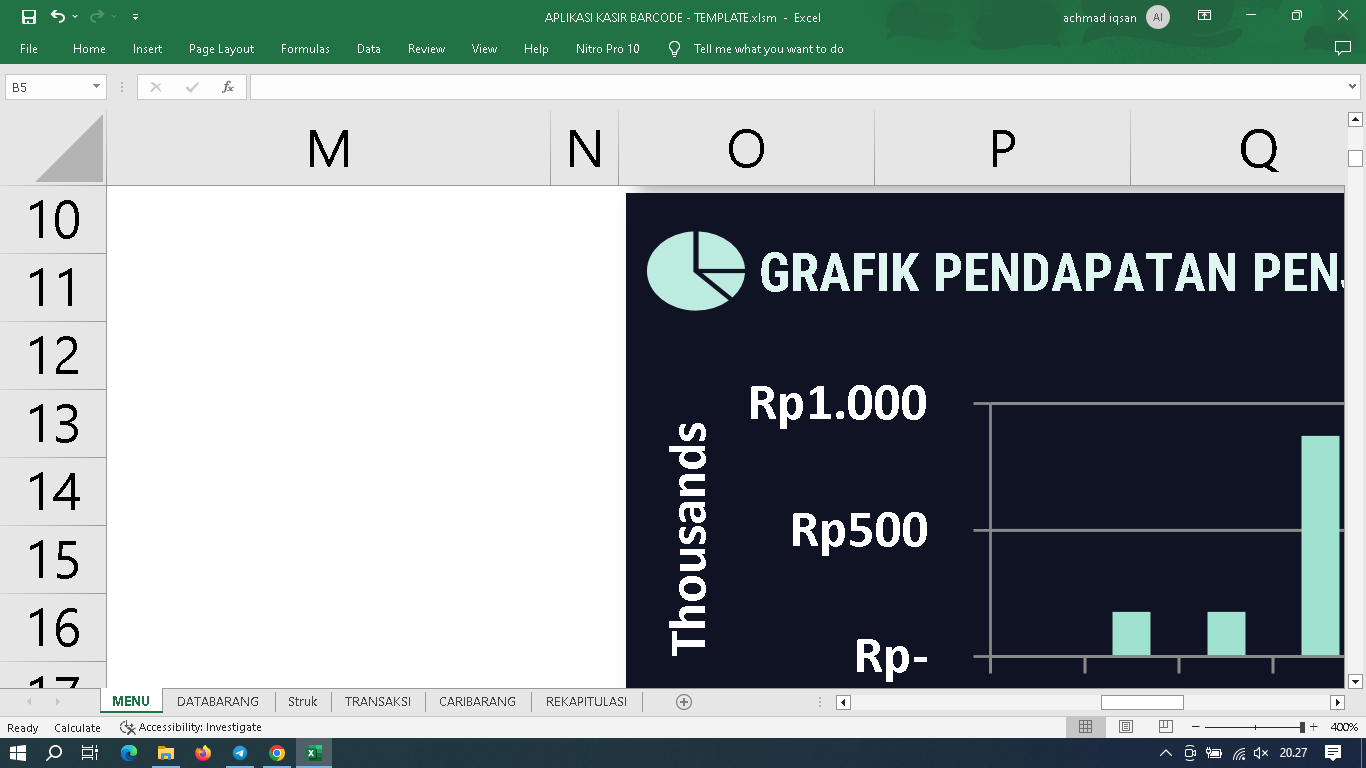 APLIKASI KASIR BARCODE - TEMPLATE.xlsm - Excel
achmad iqsan AI
File Home Insert Page Layout Formulas Data Review View Help Nitro Pro 10 Tell me what you want to do
B5 fx
M N O P Q
10
11
12
13
14
15
16
17
GRAFIK PENDAPATAN PENJ
Rp1.000
Rp500
Rp-
Thousands
MENU DATABARANG Struk TRANSAKSI CARIBARANG REKAPITULASI
Ready Calculate Accessibility: Investigate 400%
20.27